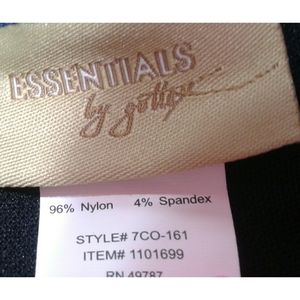 ESSENTIALS
by gottex
96% Nylon 4% Spandex
STYLE# 7CO-161
ITEM# 1101699
RN 49787